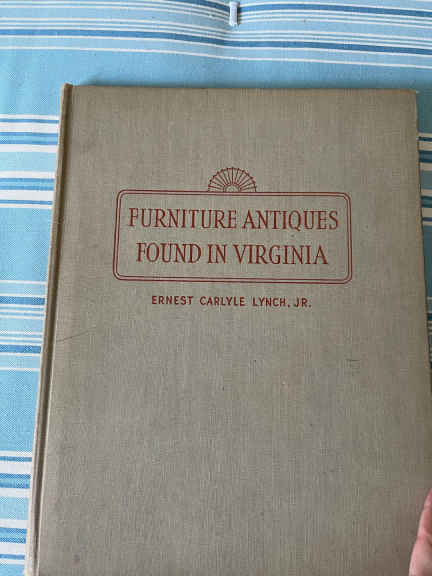 FURNITURE ANTIQUES
FOUND IN VIRGINIA
ERNEST CARLYLE LYNCH, JR.